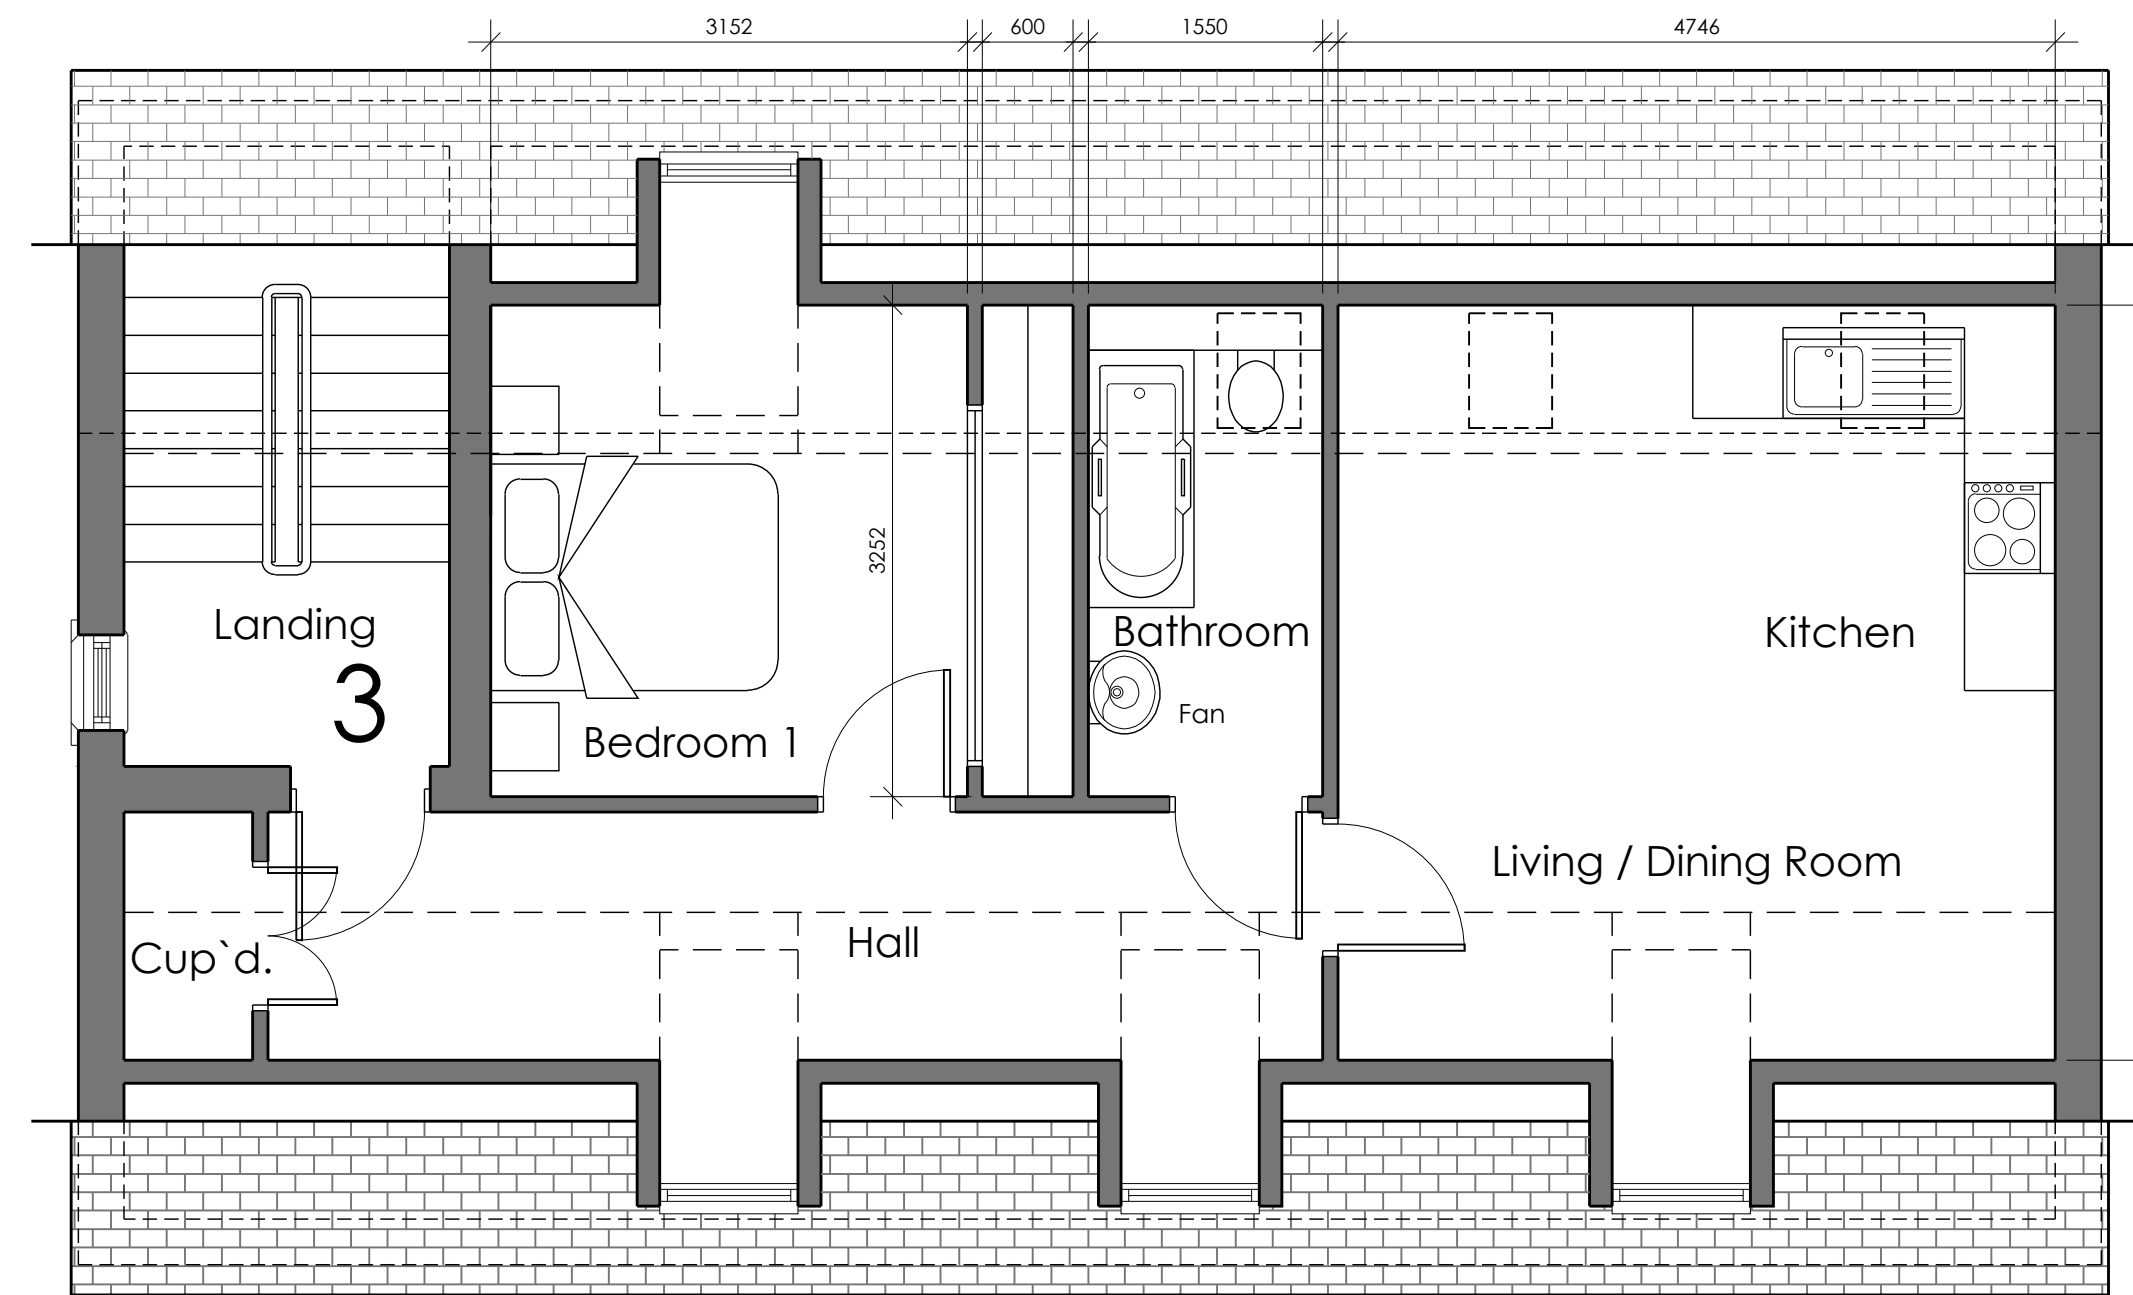 3152 600 1550 4746
3252
Landing
3
Bathroom
Kitchen
Fan
Bedroom 1
Living / Dining Room
Hall
Cup`d.